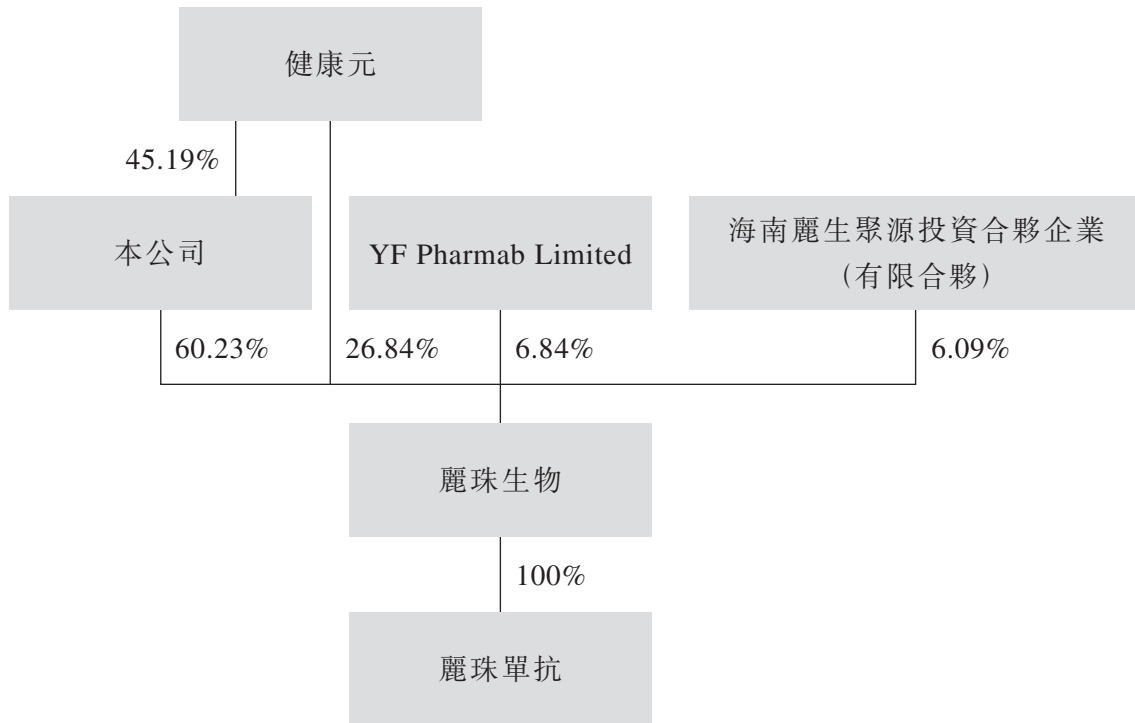 健康元
45.19%
本公司
YF Pharmab Limited
海南麗生聚源投資合夥企業
(有限合夥)
60.23%
26.84%
6.84%
6.09%
麗珠生物
100%
麗珠單抗